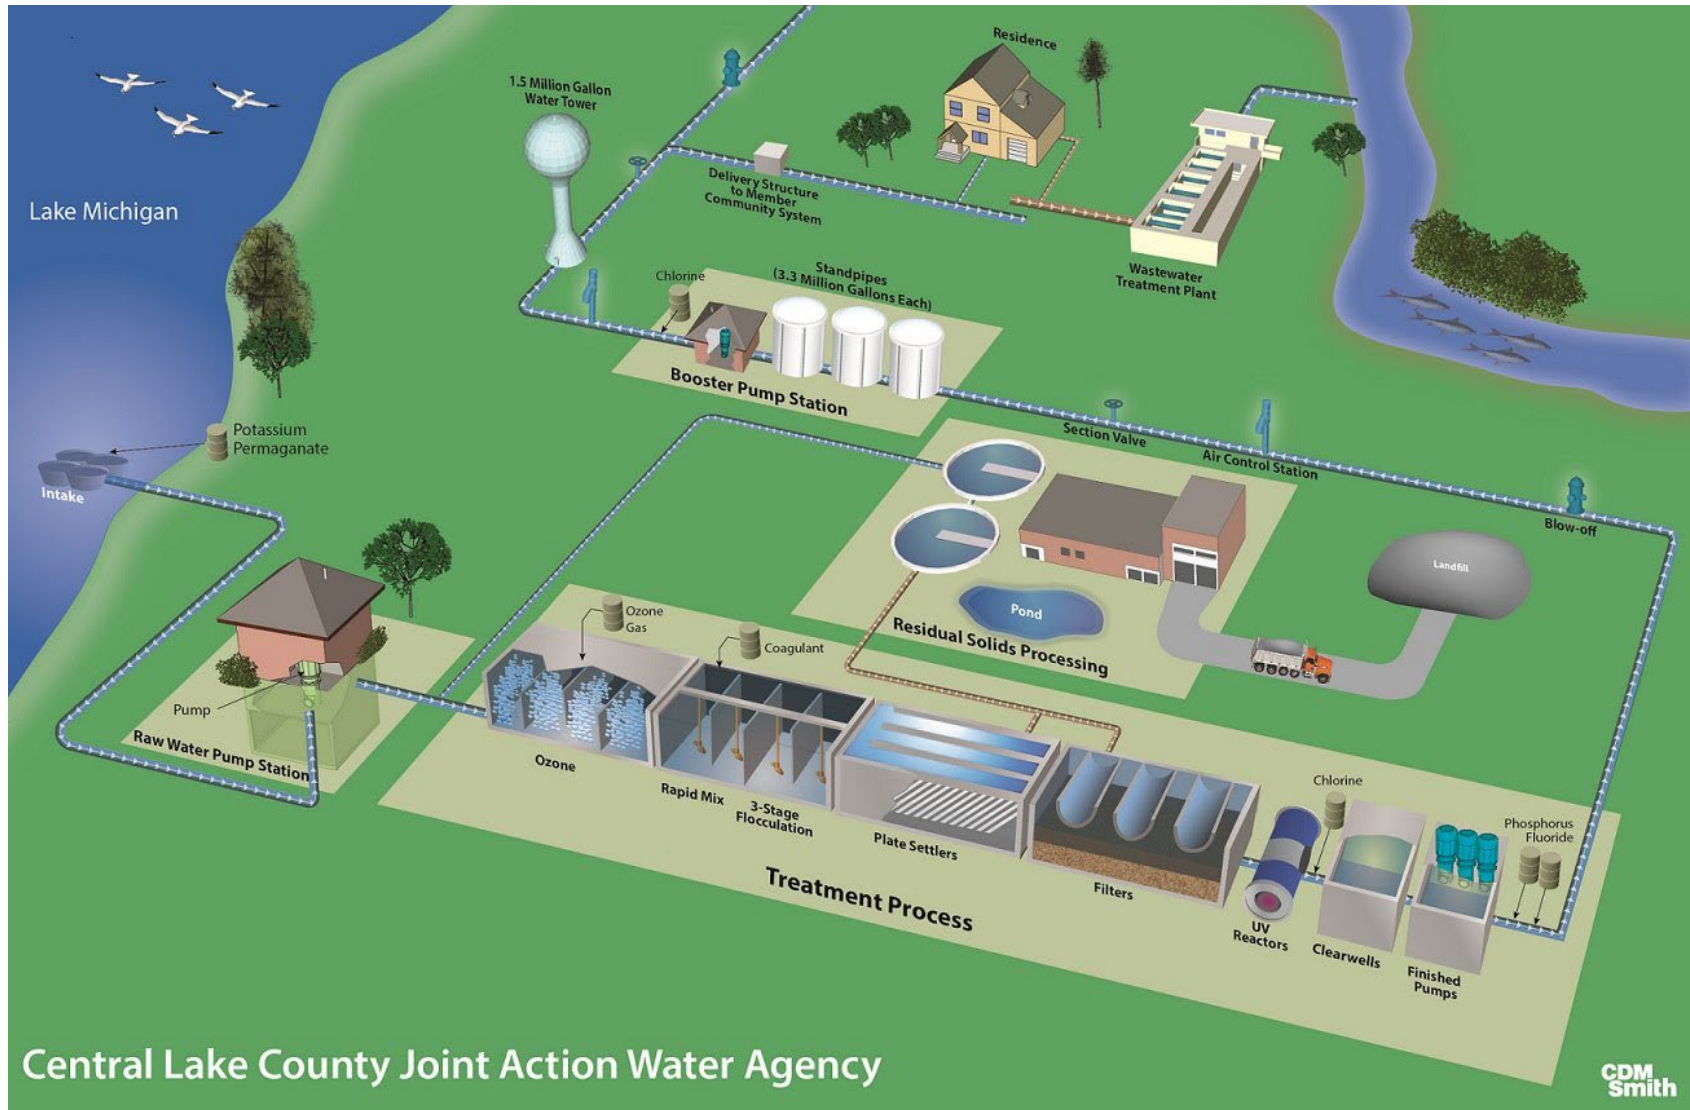 Residence
1.5 Million Gallon
Water Tower
Lake Michigan
Delivery Structure
to Member
Community System
Wastewater
Treatment Plant
Chlorine
Standpipes
(3.3 Million Gallons Each)
Booster Pump Station
Potassium
Permaganate
Intake
Section Valve
Air Control Station
Blow-off
Landfill
Pond
Residual Solids Processing
Ozone
Gas
Coagulant
Pump
Raw Water Pump Station
Ozone
Rapid Mix
3-Stage
Flocculation
Plate Settlers
Filters
Chlorine
Phosphorus
Fluoride
UV
Reactors
Clearwells
Finished
Pumps
Treatment Process
Central Lake County Joint Action Water Agency
CDM
Smith